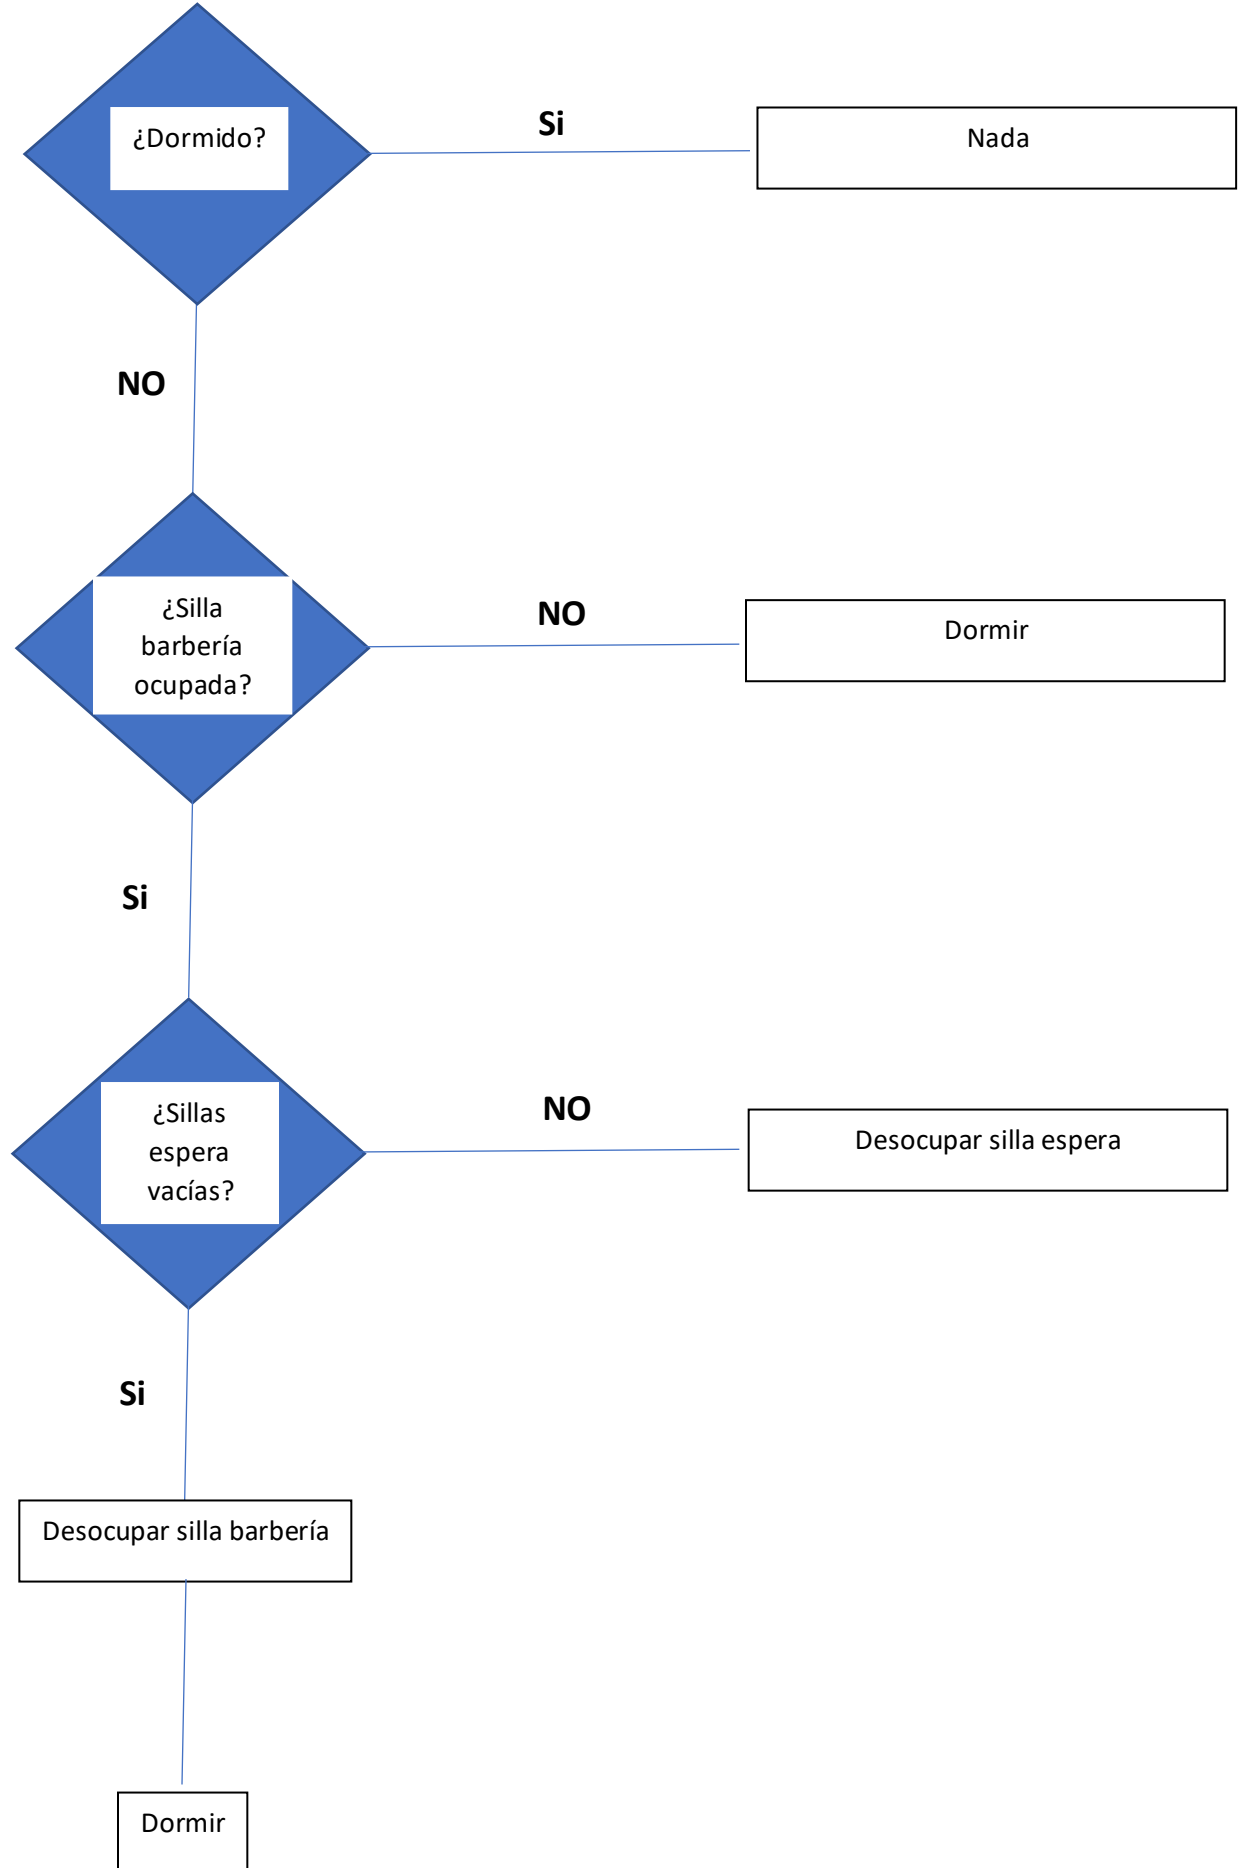 ¿Dormido?
Si
Nada
NO
¿Silla
barbería
ocupada?
NO
Dormir
Si
¿Sillas
espera
vacías?
NO
Desocupar silla espera
Si
Desocupar silla barbería
Dormir